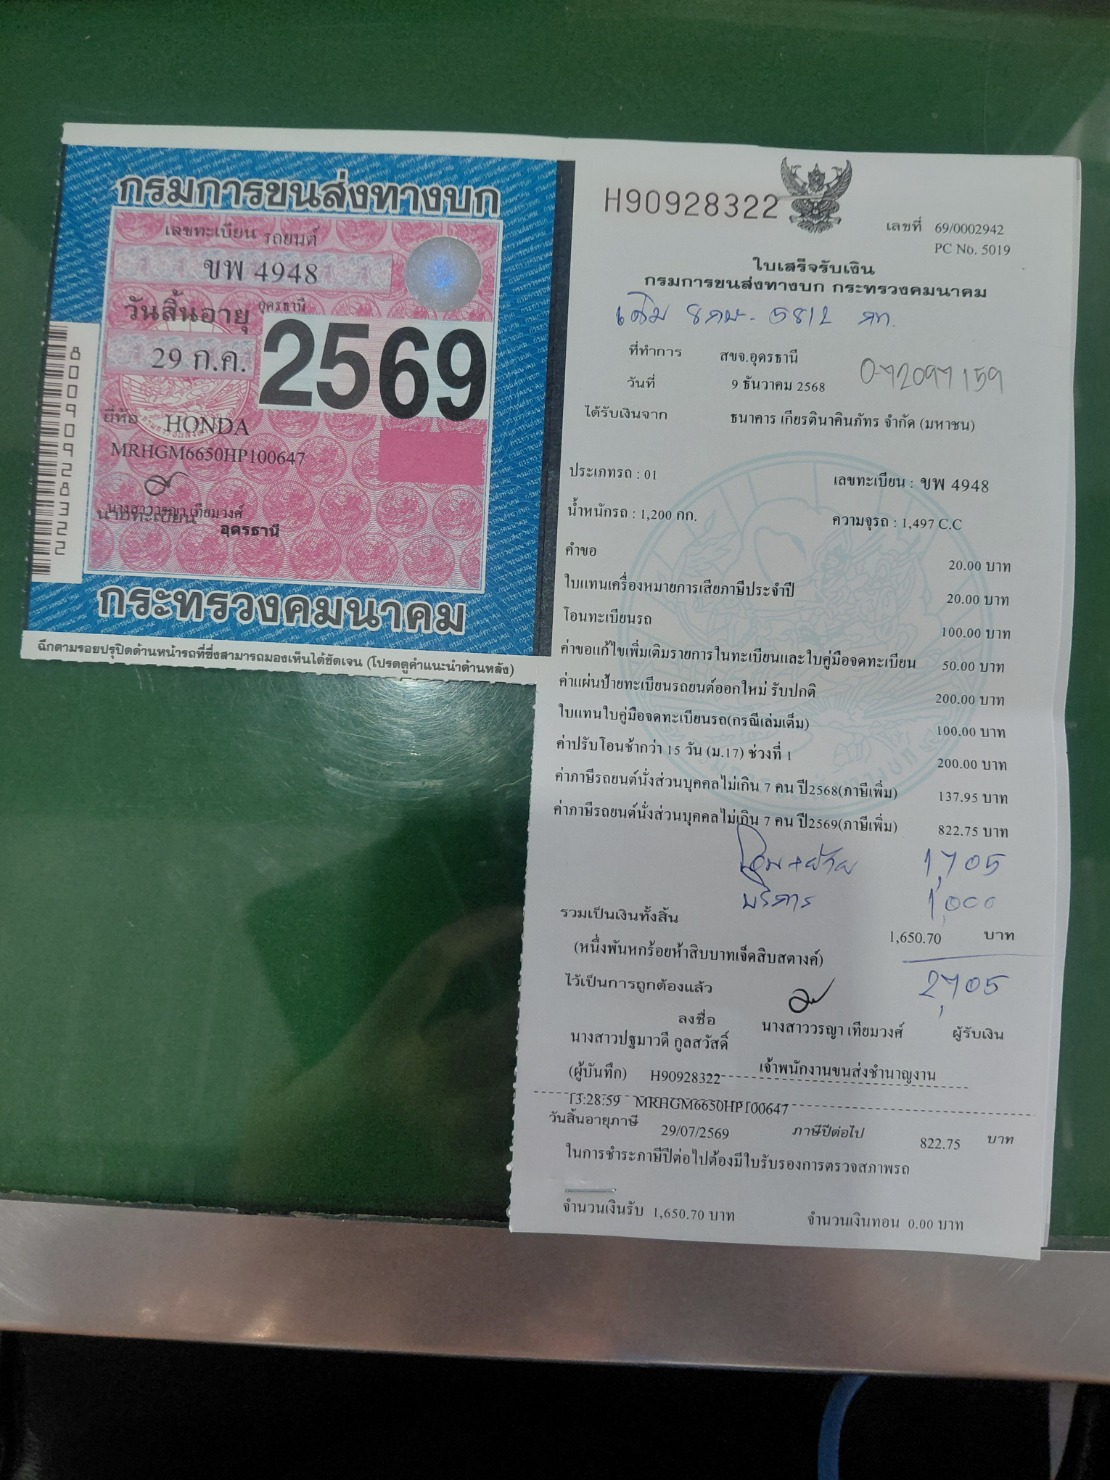 กรมการขนส่งทางบก
เลขทะเบียน รถยนต์
ขพ 4948
อุดรธานี
วันสิ้นอายุ
29 ก.ค.
2569
ยี่ห้อ HONDA
MRHGM6650HP100647
นางสาววรญา เทียมวงศ์
นายทะเบียน อุดรธานี
กระทรวงคมนาคม
ฉีกตามรอยปรุปิดด้านหน้ารถที่ซึ่งสามารถมองเห็นได้ชัดเจน (โปรดดูคำแนะนำด้านหลัง)
8009092832 2
H90928322
เลขที่ 69/0002942
PC No. 5019
ใบเสร็จรับเงิน
กรมการขนส่งทางบก กระทรวงคมนาคม
เดิม 5812 กท.
ที่ทำการ สขจ.อุดรธานี
วันที่ 9 ธันวาคม 2568
ได้รับเงินจาก ธนาคาร เกียรตินาคินภัทร จำกัด (มหาชน)
ประเภทรถ : 01 เลขทะเบียน : ขพ 4948
น้ำหนักรถ : 1,200 กก. ความจุรถ : 1,497 C.C
คำขอ 20.00 บาท
ใบแทนเครื่องหมายการเสียภาษีประจำปี 20.00 บาท
โอนทะเบียนรถ 100.00 บาท
ค่าขอแก้ไขเพิ่มเติมรายการในทะเบียนและใบคู่มือจดทะเบียน 50.00 บาท
ค่าแผ่นป้ายทะเบียนรถยนต์ออกใหม่ รับปกติ 200.00 บาท
ใบแทนใบคู่มือจดทะเบียนรถ(กรณีเล่มเต็ม) 100.00 บาท
ค่าปรับโอนช้ากว่า 15 วัน (ม.17) ช่วงที่ 1 200.00 บาท
ค่าภาษีรถยนต์นั่งส่วนบุคคลไม่เกิน 7 คน ปี2568(ภาษีเพิ่ม) 137.95 บาท
ค่าภาษีรถยนต์นั่งส่วนบุคคลไม่เกิน 7 คน ปี2569(ภาษีเพิ่ม) 822.75 บาท
โอน+ย้าย 1,705
บริการ 1,000
รวมเป็นเงินทั้งสิ้น 1,650.70 บาท
(หนึ่งพันหกร้อยห้าสิบบาทเจ็ดสิบสตางค์)
ไว้เป็นการถูกต้องแล้ว 2,705
ลงชื่อ นางสาววรญา เทียมวงศ์ ผู้รับเงิน
นางสาวปฐมาวดี กูลสวัสดิ์
(ผู้บันทึก) H90928322 เจ้าพนักงานขนส่งชำนาญงาน
13:28:59 MRHGM6650HP100647
วันสิ้นอายุภาษี 29/07/2569 ภาษีปีต่อไป 822.75 บาท
ในการชำระภาษีปีต่อไปต้องมีใบรับรองการตรวจสภาพรถ
จำนวนเงินรับ 1,650.70 บาท จำนวนเงินทอน 0.00 บาท